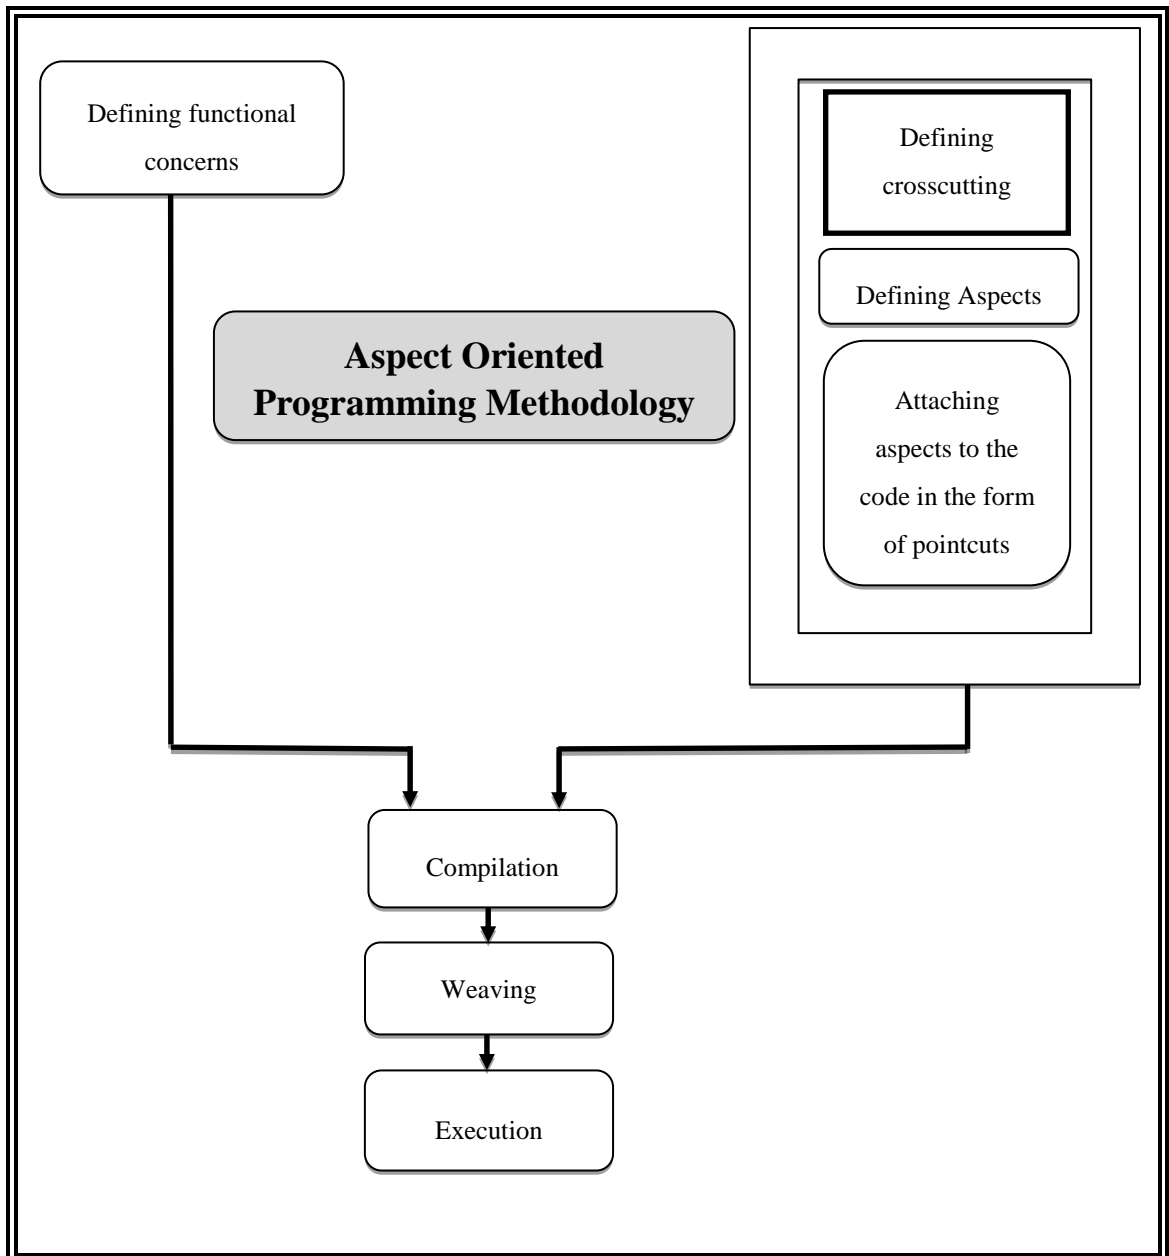 Defining functional
concerns
Defining
crosscutting
Defining Aspects
Attaching
aspects to the
code in the form
of pointcuts
Aspect Oriented
Programming Methodology
Compilation
Weaving
Execution